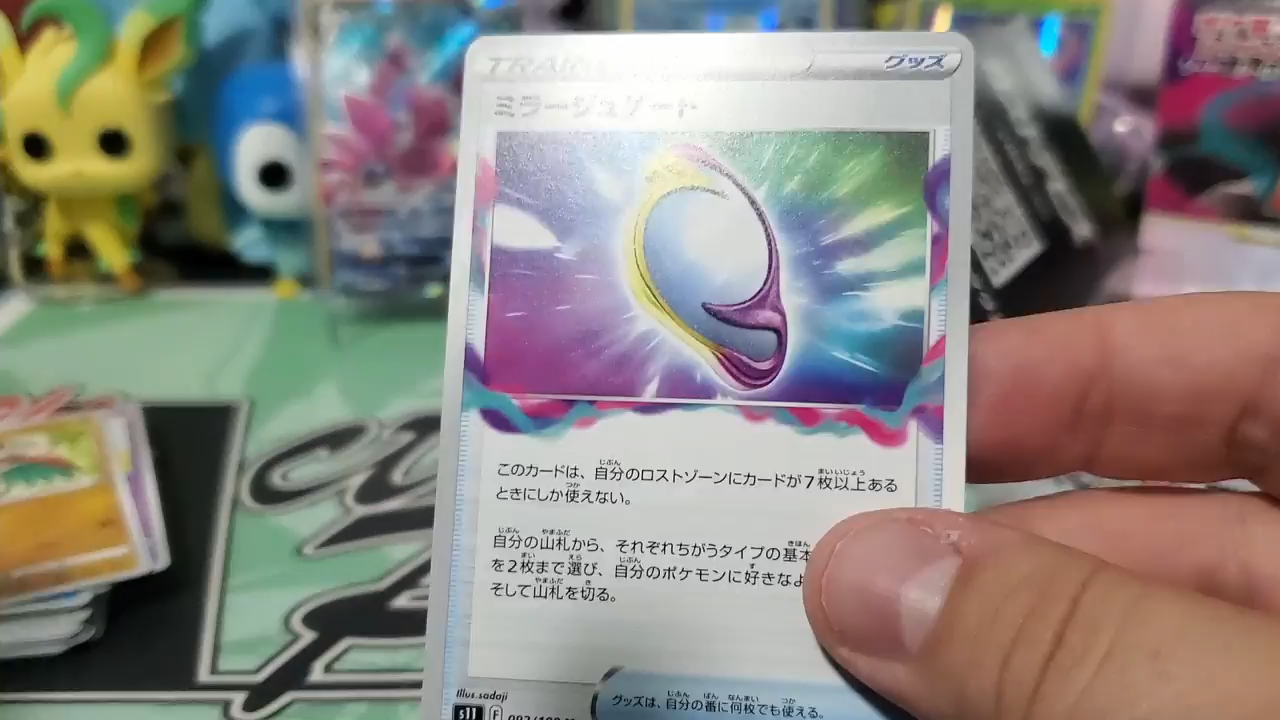 TRAIN
グッズ
ミラージュゲート
このカードは、自分のロストゾーンにカードが7枚以上ある
ときにしか使えない。
自分の山札から、それぞれちがうタイプの基本
を2枚まで選び、自分のポケモンに好きなよ
そして山札を切る。
Illus.sadaji
グッズは、自分の番に何枚でも使える。
s11 F